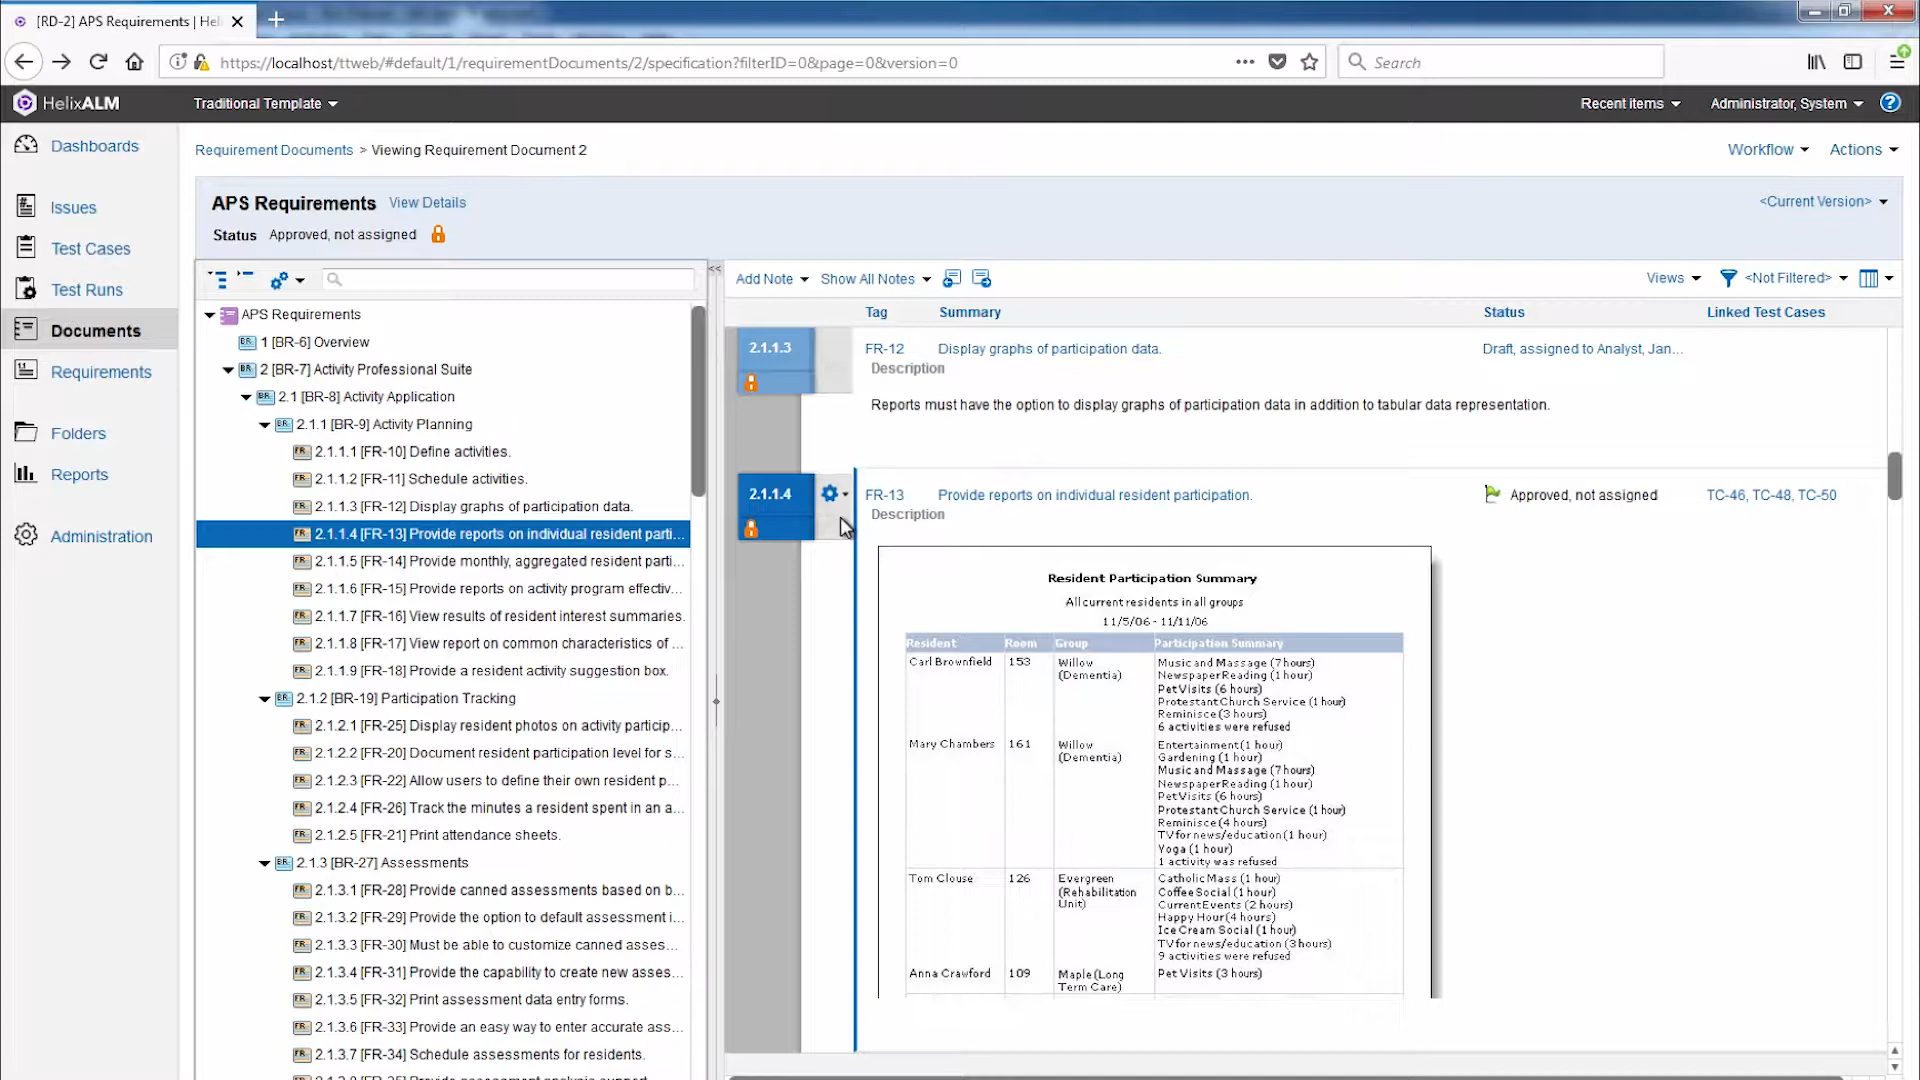 [RD-2] APS Requirements | Heli
https://localhost/ttweb/#default/1/requirementDocuments/2/specification?filterID=0&page=0&version=0
Search
HelixALM
Traditional Template
Recent items
Administrator, System
Dashboards
Issues
Test Cases
Test Runs
Documents
Requirements
Folders
Reports
Administration
Requirement Documents > Viewing Requirement Document 2
Workflow
Actions
APS Requirements View Details
<Current Version>
Status Approved, not assigned
APS Requirements
1 [BR-6] Overview
2 [BR-7] Activity Professional Suite
2.1 [BR-8] Activity Application
2.1.1 [BR-9] Activity Planning
2.1.1.1 [FR-10] Define activities.
2.1.1.2 [FR-11] Schedule activities.
2.1.1.3 [FR-12] Display graphs of participation data.
2.1.1.4 [FR-13] Provide reports on individual resident parti...
2.1.1.5 [FR-14] Provide monthly, aggregated resident parti...
2.1.1.6 [FR-15] Provide reports on activity program effectiv...
2.1.1.7 [FR-16] View results of resident interest summaries.
2.1.1.8 [FR-17] View report on common characteristics of ...
2.1.1.9 [FR-18] Provide a resident activity suggestion box.
2.1.2 [BR-19] Participation Tracking
2.1.2.1 [FR-25] Display resident photos on activity particip...
2.1.2.2 [FR-20] Document resident participation level for s...
2.1.2.3 [FR-22] Allow users to define their own resident p...
2.1.2.4 [FR-26] Track the minutes a resident spent in an a...
2.1.2.5 [FR-21] Print attendance sheets.
2.1.3 [BR-27] Assessments
2.1.3.1 [FR-28] Provide canned assessments based on b...
2.1.3.2 [FR-29] Provide the option to default assessment i...
2.1.3.3 [FR-30] Must be able to customize canned asses...
2.1.3.4 [FR-31] Provide the capability to create new asses...
2.1.3.5 [FR-32] Print assessment data entry forms.
2.1.3.6 [FR-33] Provide an easy way to enter accurate ass...
2.1.3.7 [FR-34] Schedule assessments for residents.
Add Note
Show All Notes
Views
<Not Filtered>
Tag Summary Status Linked Test Cases
2.1.1.3 FR-12 Display graphs of participation data. Draft, assigned to Analyst, Jan...
Description
Reports must have the option to display graphs of participation data in addition to tabular data representation.
2.1.1.4 FR-13 Provide reports on individual resident participation. Approved, not assigned TC-46, TC-48, TC-50
Description
Resident Participation Summary
All current residents in all groups
11/5/06 - 11/11/06
Resident Room Group Participation Summary
Carl Brownfield 153 Willow (Dementia)
Music and Massage (7 hours)
Newspaper Reading (1 hour)
Pet Visits (6 hours)
Protestant Church Service (1 hour)
Reminisce (3 hours)
6 activities were refused
Mary Chambers 161 Willow (Dementia)
Entertainment (1 hour)
Gardening (1 hour)
Music and Massage (7 hours)
Newspaper Reading (1 hour)
Pet Visits (6 hours)
Protestant Church Service (1 hour)
Reminisce (4 hours)
TV for news/education (1 hour)
Yoga (1 hour)
1 activity was refused
Tom Clouse 126 Evergreen (Rehabilitation Unit)
Catholic Mass (1 hour)
Coffee Social (1 hour)
Current Events (2 hours)
Happy Hour (4 hours)
Ice Cream Social (1 hour)
TV for news/education (3 hours)
9 activities were refused
Anna Crawford 109 Maple (Long Term Care)
Pet Visits (3 hours)